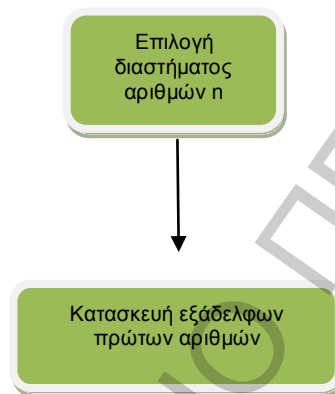 Επιλογή
διαστήματος
αριθμών n
Κατασκευή εξάδελφων
πρώτων αριθμών